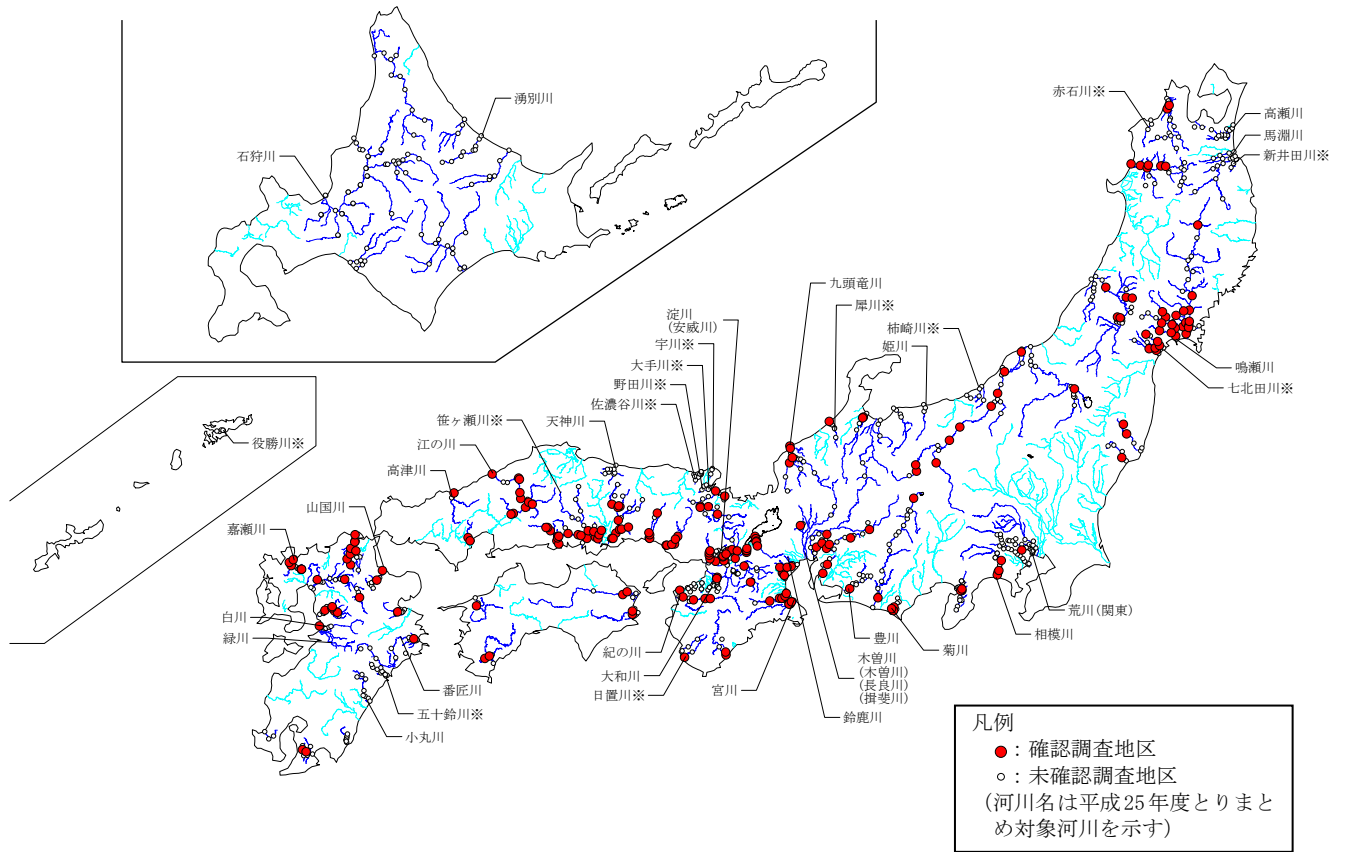 湧別川
石狩川
赤石川※
高瀬川
馬淵川
新井田川※
九頭竜川
犀川※
淀川
(安威川)
宇川※
大手川※
野田川※
佐濃谷川※
柿崎川※
姫川
鳴瀬川
七北田川※
笹ヶ瀬川※
天神川
江の川
高津川
役勝川※
山国川
嘉瀬川
白川
緑川
番匠川
五十鈴川※
小丸川
紀の川
大和川
日置川※
宮川
豊川
菊川
木曽川
(木曽川)
(長良川)
(揖斐川)
鈴鹿川
相模川
荒川(関東)
凡例
●:確認調査地区
○:未確認調査地区
(河川名は平成25年度とりまと
め対象河川を示す)